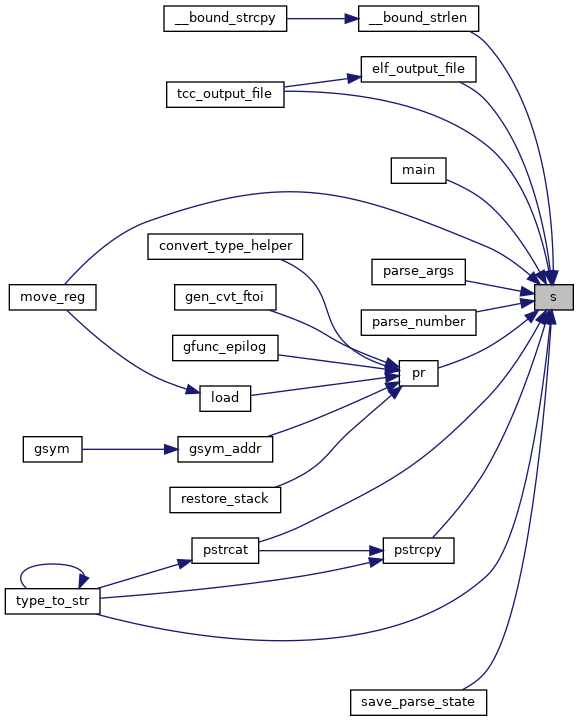 __bound_strcpy
__bound_strlen
elf_output_file
tcc_output_file
main
convert_type_helper
parse_args
move_reg
gen_cvt_ftoi
s
parse_number
gfunc_epilog
pr
load
gsym
gsym_addr
restore_stack
pstrcat
pstrcpy
type_to_str
save_parse_state